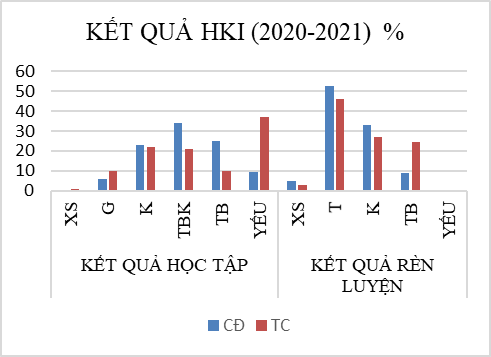 KẾT QUẢ HKI (2020-2021) %
60
50
40
30
20
10
0
XS
G
K
TBK
TB
YẾU
XS
T
K
TB
YẾU
KẾT QUẢ HỌC TẬP
KẾT QUẢ RÈN
LUYỆN
CĐ
TC